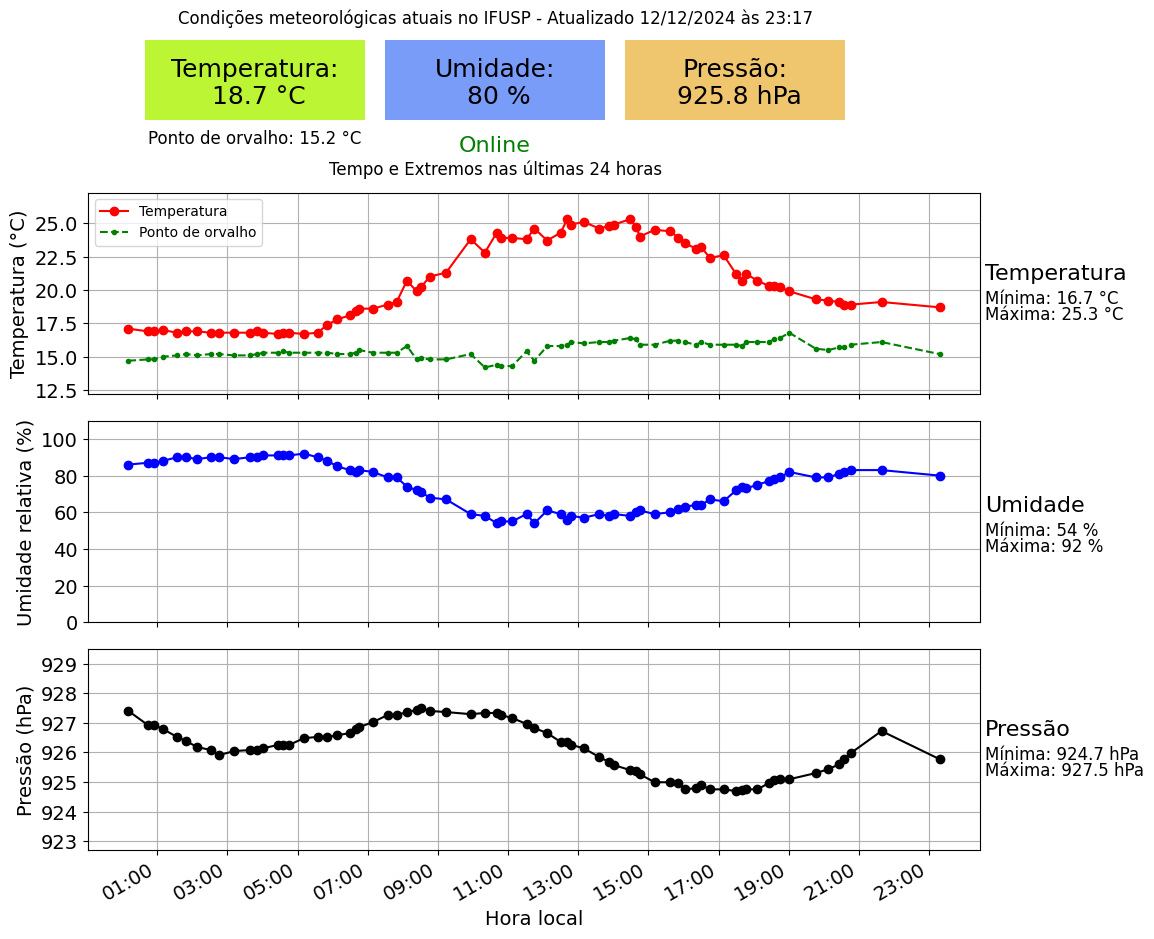 Condições meteorológicas atuais no IFUSP - Atualizado 12/12/2024 às 23:17
Temperatura:
18.7 °C
Umidade:
80 %
Pressão:
925.8 hPa
Ponto de orvalho: 15.2 °C
Online
Tempo e Extremos nas últimas 24 horas
Temperatura (°C)
25.0
22.5
20.0
17.5
15.0
12.5
Temperatura
Ponto de orvalho
Temperatura
Mínima: 16.7 °C
Máxima: 25.3 °C
Umidade relativa (%)
100
80
60
40
20
0
Umidade
Mínima: 54 %
Máxima: 92 %
Pressão (hPa)
929
928
927
926
925
924
923
Pressão
Mínima: 924.7 hPa
Máxima: 927.5 hPa
01:00 03:00 05:00 07:00 09:00 11:00 13:00 15:00 17:00 19:00 21:00 23:00
Hora local